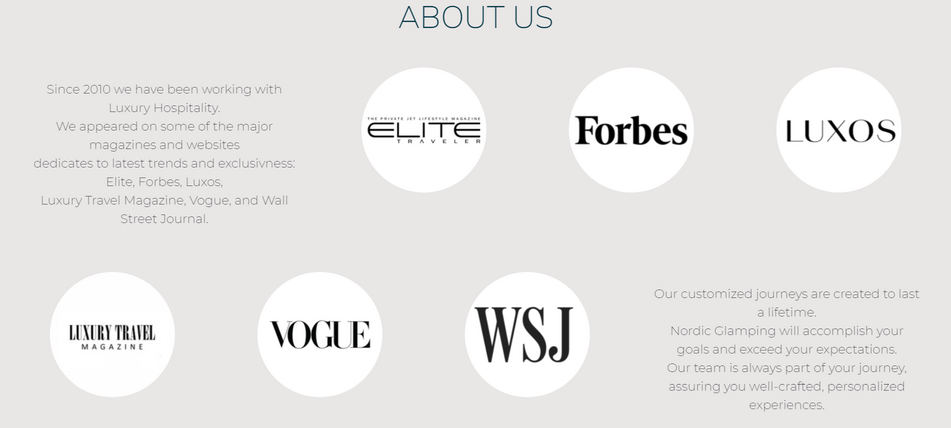 ABOUT US
Since 2010 we have been working with
Luxury Hospitality.
We appeared on some of the major
magazines and websites
dedicates to latest trends and exclusivness:
Elite, Forbes, Luxos,
Luxury Travel Magazine, Vogue, and Wall
Street Journal.
THE PRIVATE JET LIFESTYLE MAGAZINE
ELITE
TRAVELER
Forbes
LUXOS
LUXURY TRAVEL
MAGAZINE
VOGUE
WSJ
Our customized journeys are created to last
a lifetime.
Nordic Glamping will accomplish your
goals and exceed your expectations.
Our team is always part of your journey,
assuring you well-crafted, personalized
experiences.